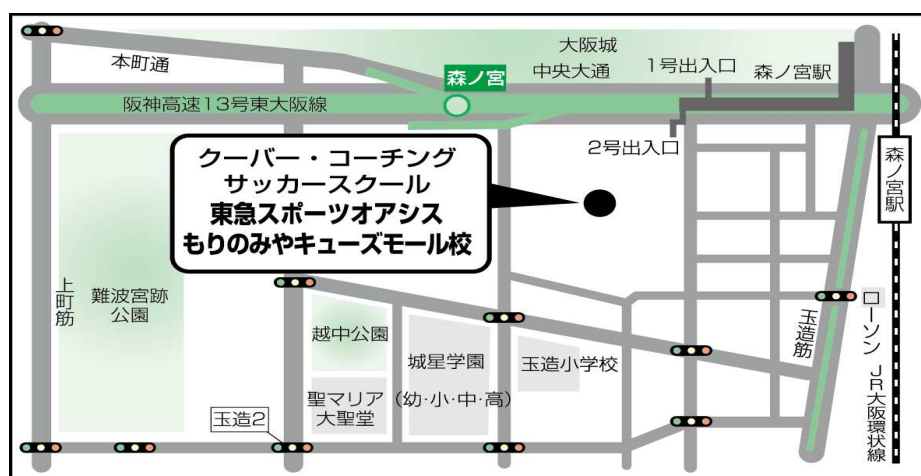 大阪城
本町通
森ノ宮
中央大通
1号出入口
森ノ宮駅
阪神高速13号東大阪線
2号出入口
クーバー・コーチング
サッカースクール
東急スポーツオアシス
もりのみやキューズモール校
森ノ宮駅
上町筋
難波宮跡
公園
越中公園
城星学園
(幼・小・中・高)
玉造小学校
玉造筋
ローソン
JR大阪環状線
聖マリア
大聖堂
玉造2